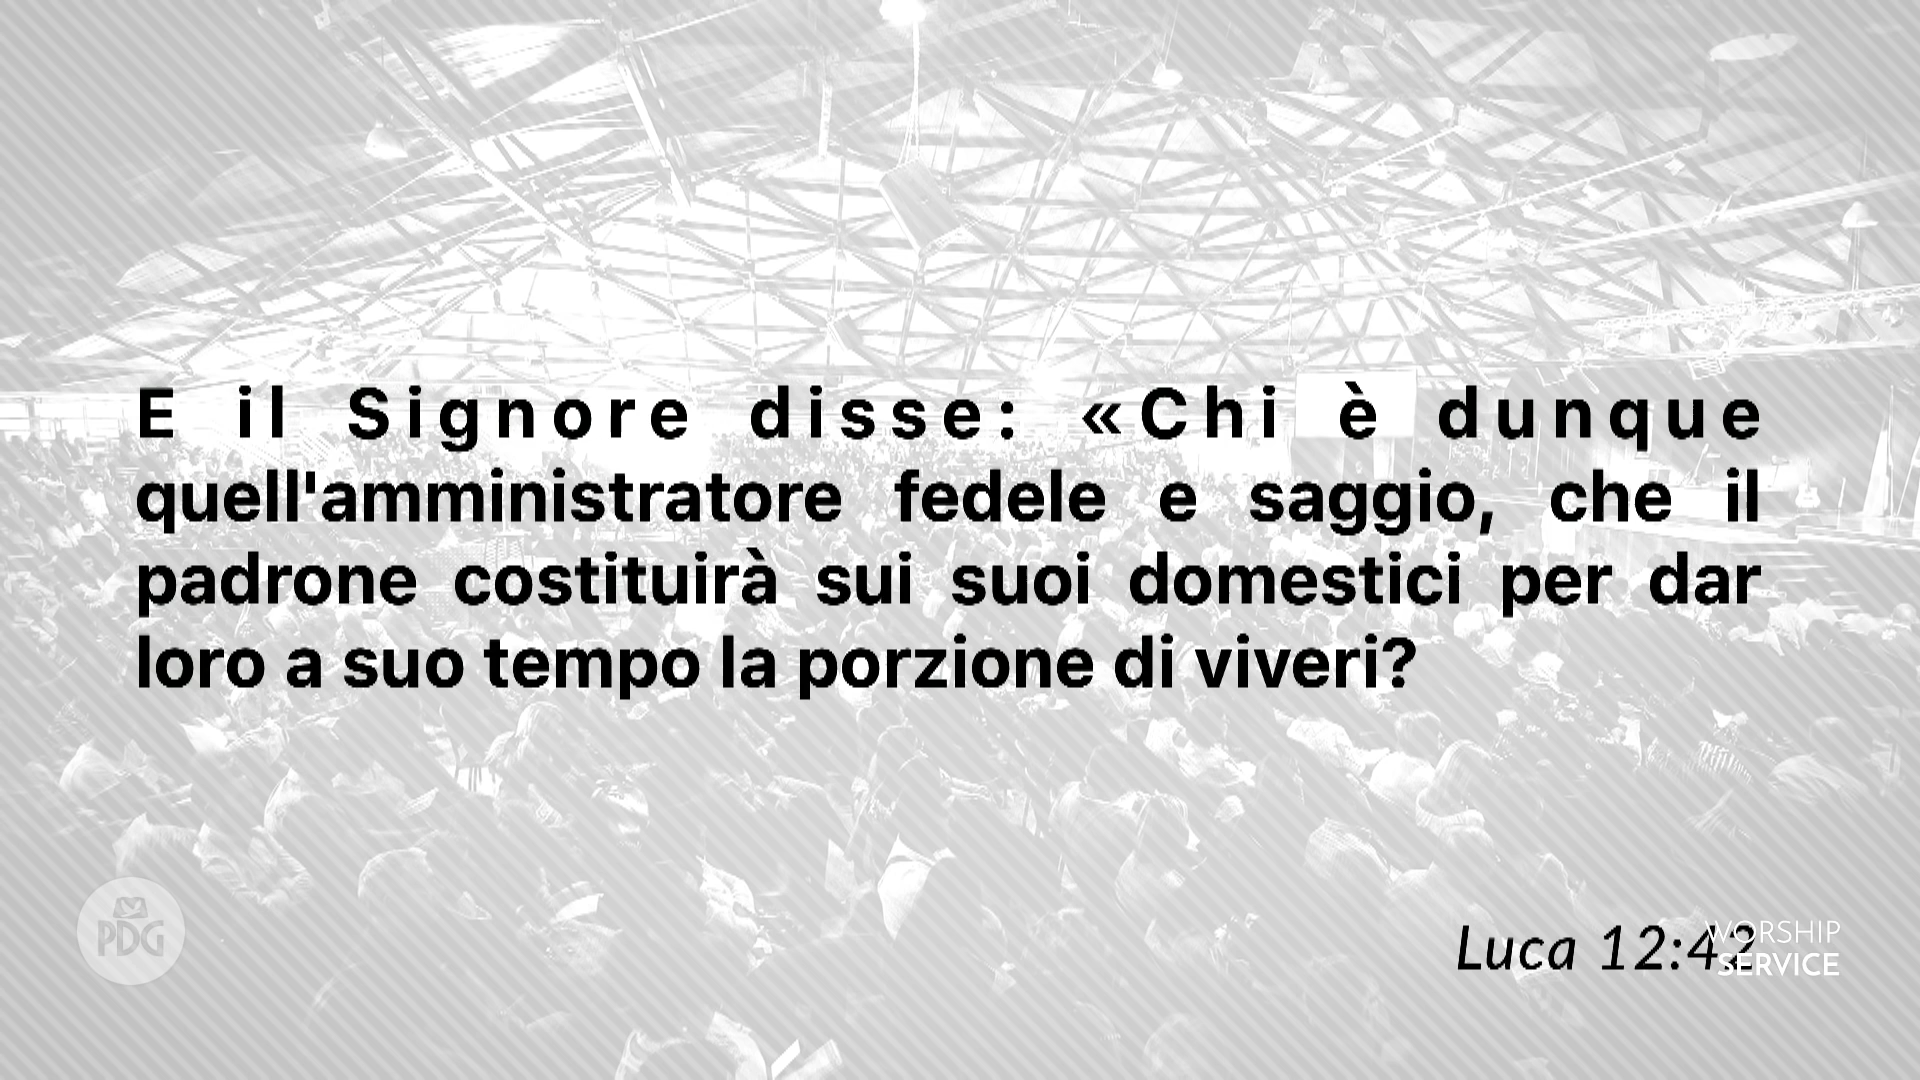 E il Signore disse: «Chi è dunque
quell'amministratore fedele e saggio, che il
padrone costituirà sui suoi domestici per dar
loro a suo tempo la porzione di viveri?
PDG
Luca 12:42
WORSHIP
SERVICE